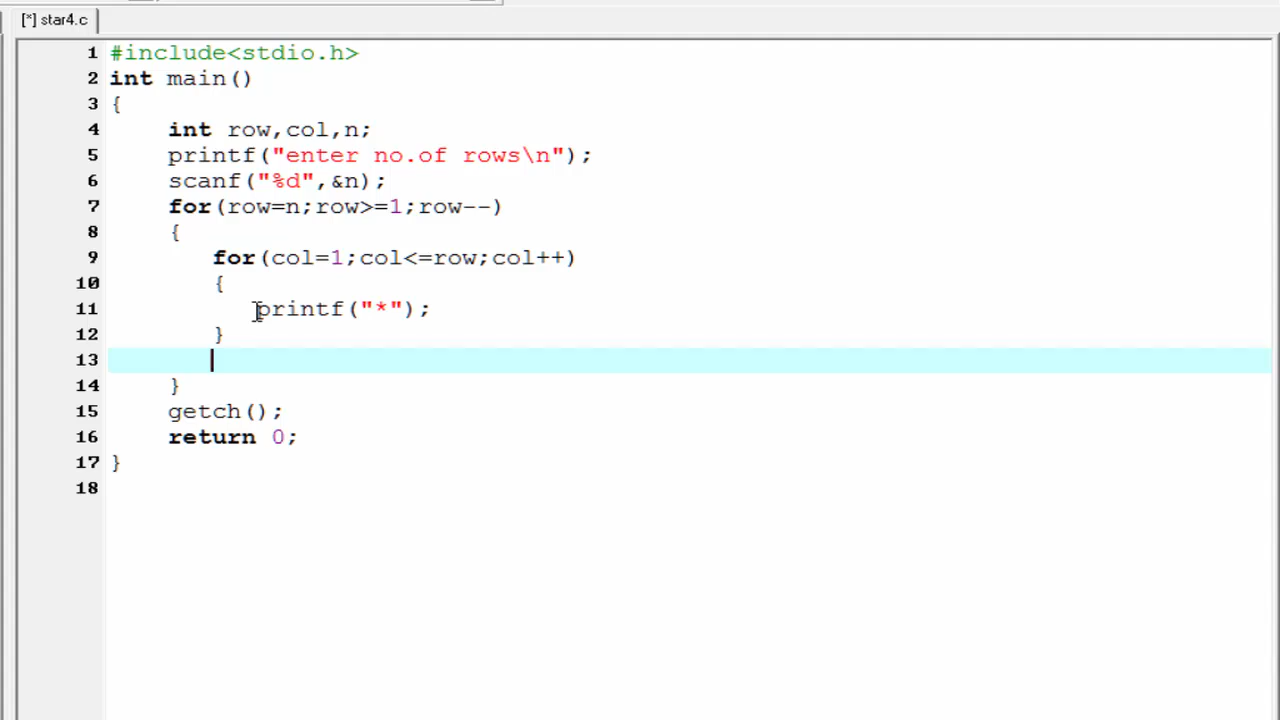 [*] star4.c
1 #include<stdio.h>
2 int main()
3 {
4     int row,col,n;
5     printf("enter no.of rows\n");
6     scanf("%d",&n);
7     for(row=n;row>=1;row--)
8     {
9        for(col=1;col<=row;col++)
10        {
11           printf("*");
12        }
13
14     }
15     getch();
16     return 0;
17 }
18